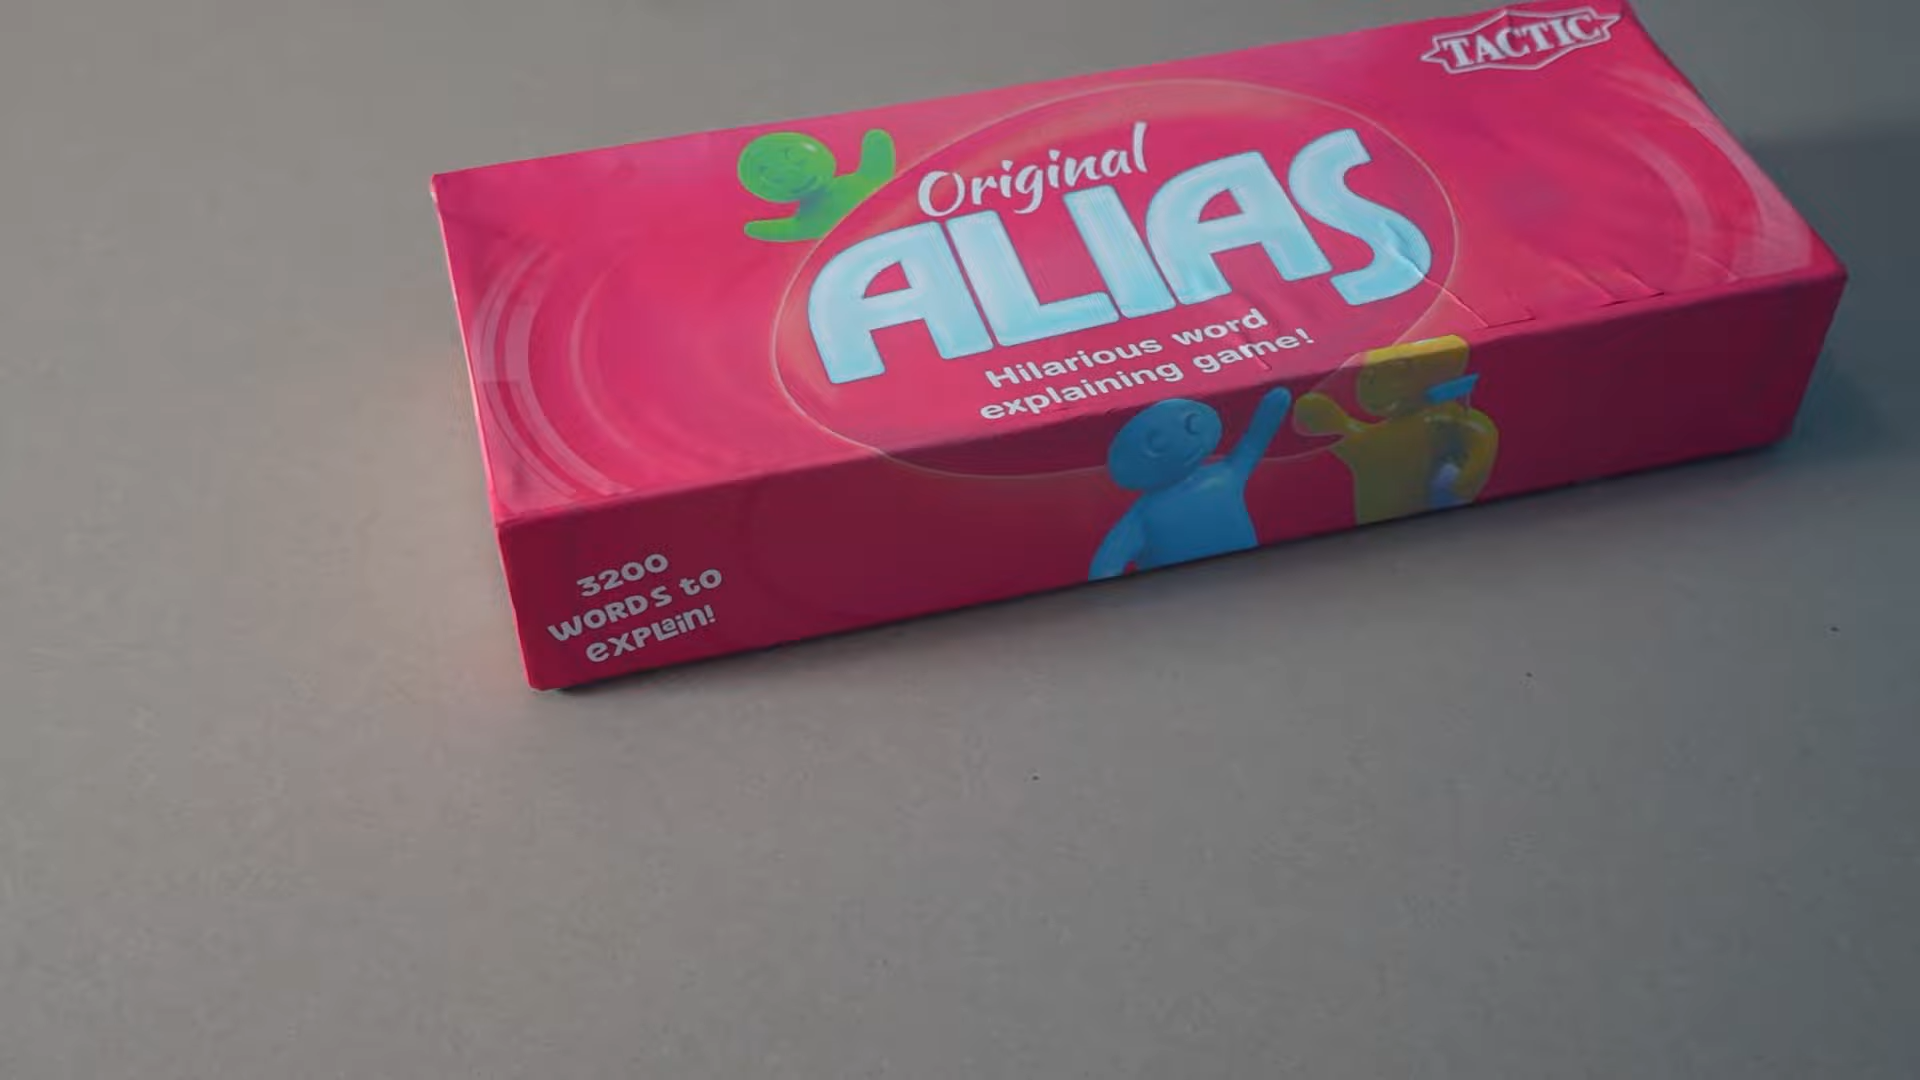 TACTIC
Original
ALIAS
Hilarious word
explaining game!
3200
WORDS to
EXPLain!